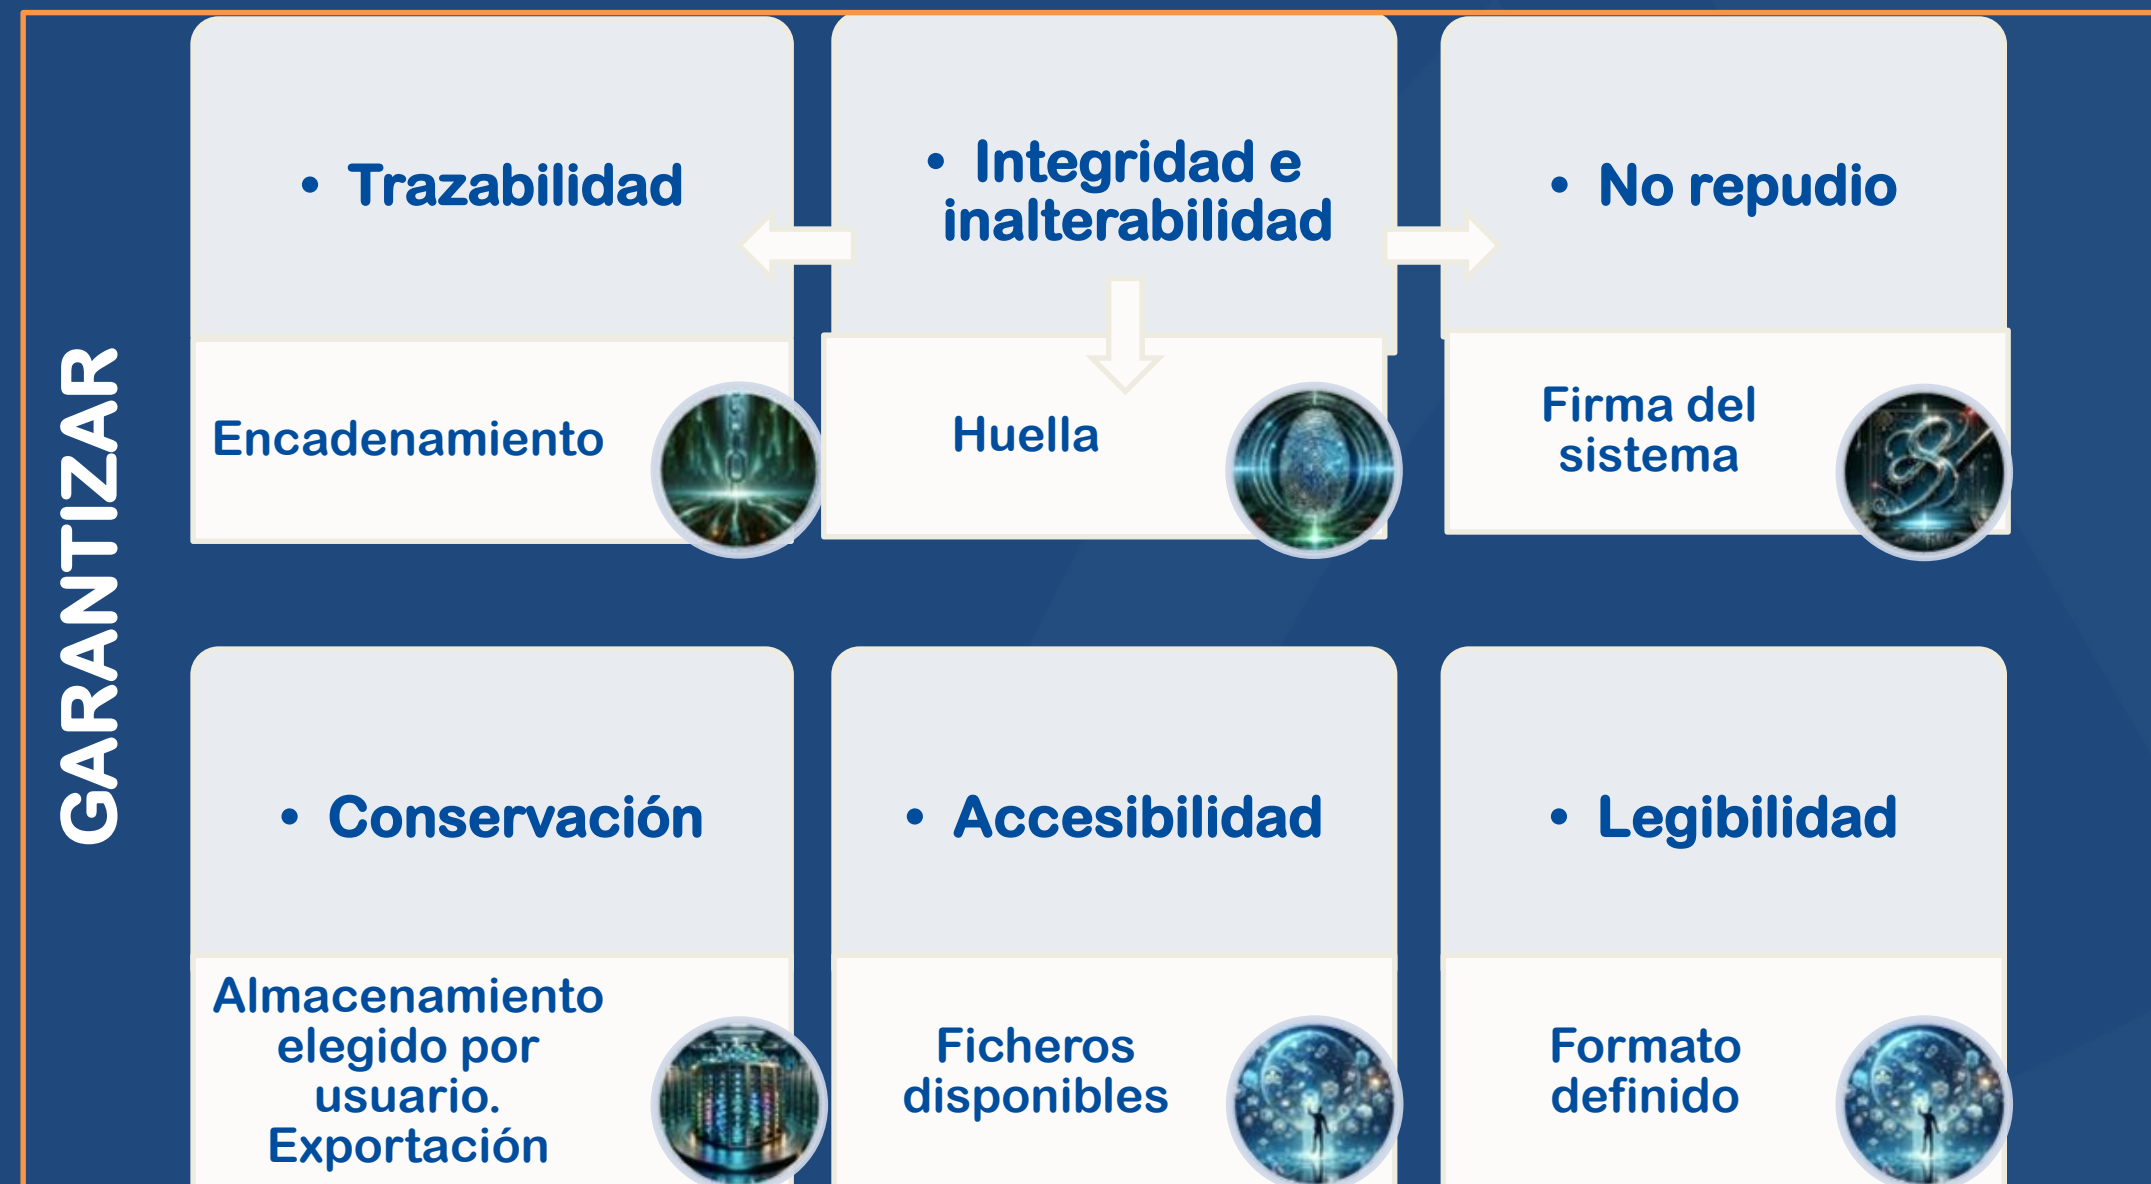 GARANTIZAR
• Trazabilidad
Encadenamiento
• Integridad e
inalterabilidad
Huella
• No repudio
Firma del
sistema
• Conservación
Almacenamiento
elegido por
usuario.
Exportación
• Accesibilidad
Ficheros
disponibles
• Legibilidad
Formato
definido